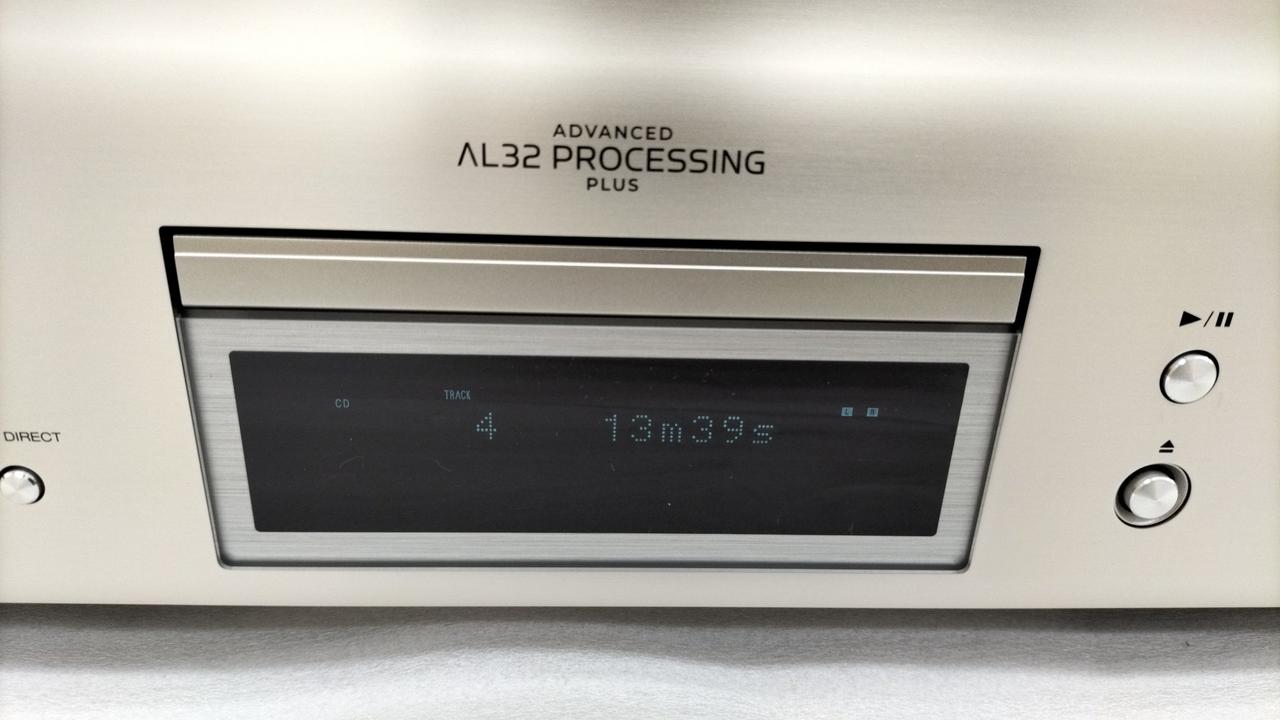 ADVANCED
AL32 PROCESSING
PLUS
▶/⏸
TRACK
CD
L R
4 13m39s
DIRECT
⏏